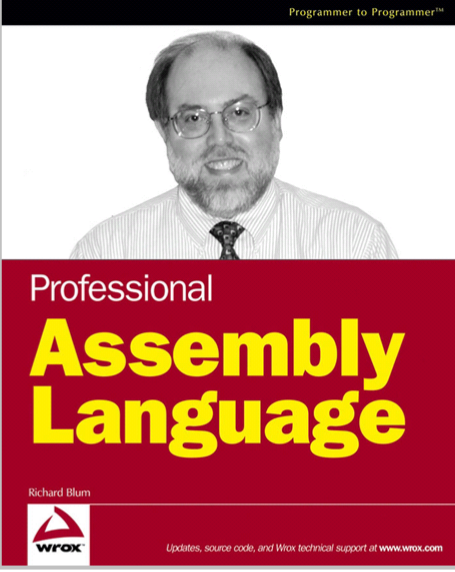 Programmer to Programmer™
Professional
Assembly
Language
Richard Blum
wrox™
Updates, source code, and Wrox technical support at www.wrox.com